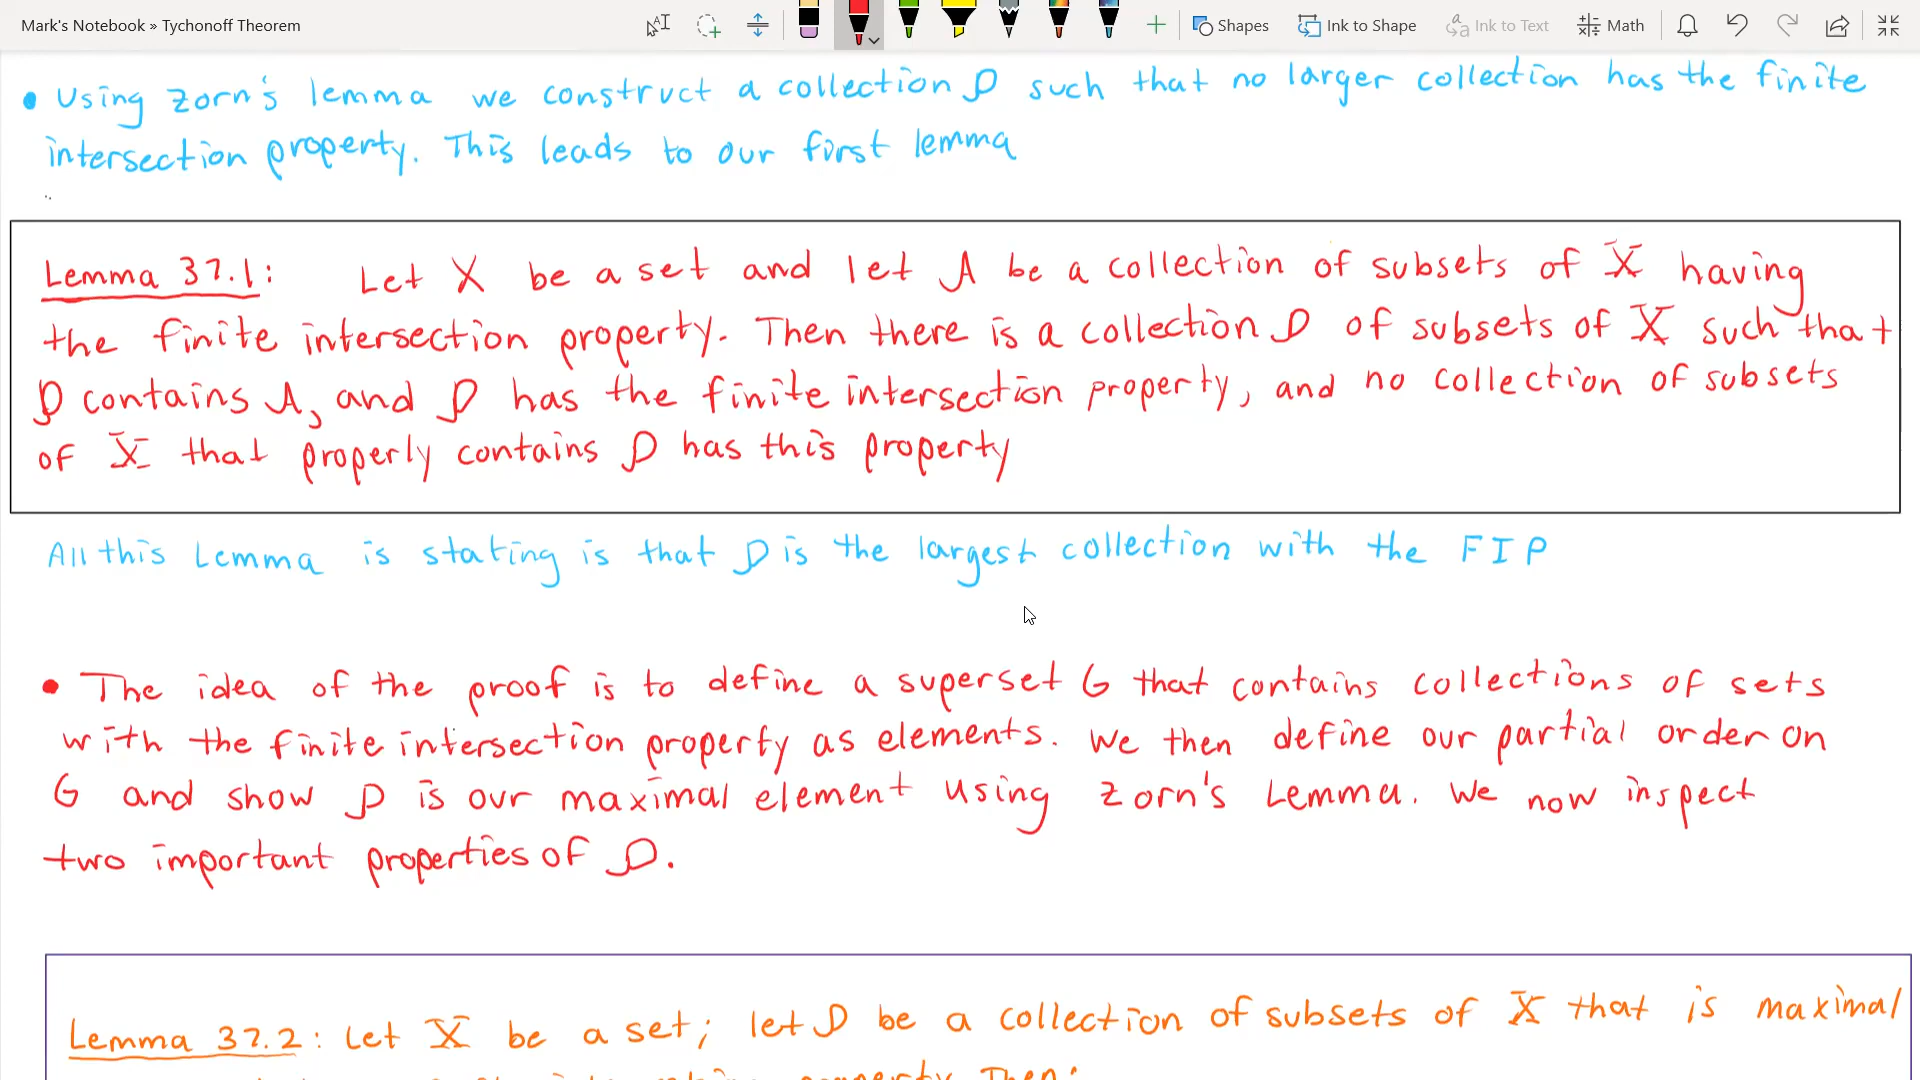 Mark's Notebook » Tychonoff Theorem
Shapes Ink to Shape Ink to Text Math
• Using Zorn's lemma we construct a collection D such that no larger collection has the finite
intersection property. This leads to our first lemma
Lemma 37.1: Let X be a set and let A be a collection of subsets of X having
the finite intersection property. Then there is a collection D of subsets of X such that
D contains A, and D has the finite intersection property, and no collection of subsets
of X that properly contains D has this property
All this Lemma is stating is that D is the largest collection with the FIP
• The idea of the proof is to define a superset G that contains collections of sets
with the finite intersection property as elements. We then define our partial order on
G and show D is our maximal element using Zorn's Lemma. We now inspect
two important properties of D.
Lemma 37.2: Let X be a set; let D be a collection of subsets of X that is maximal
property Then: